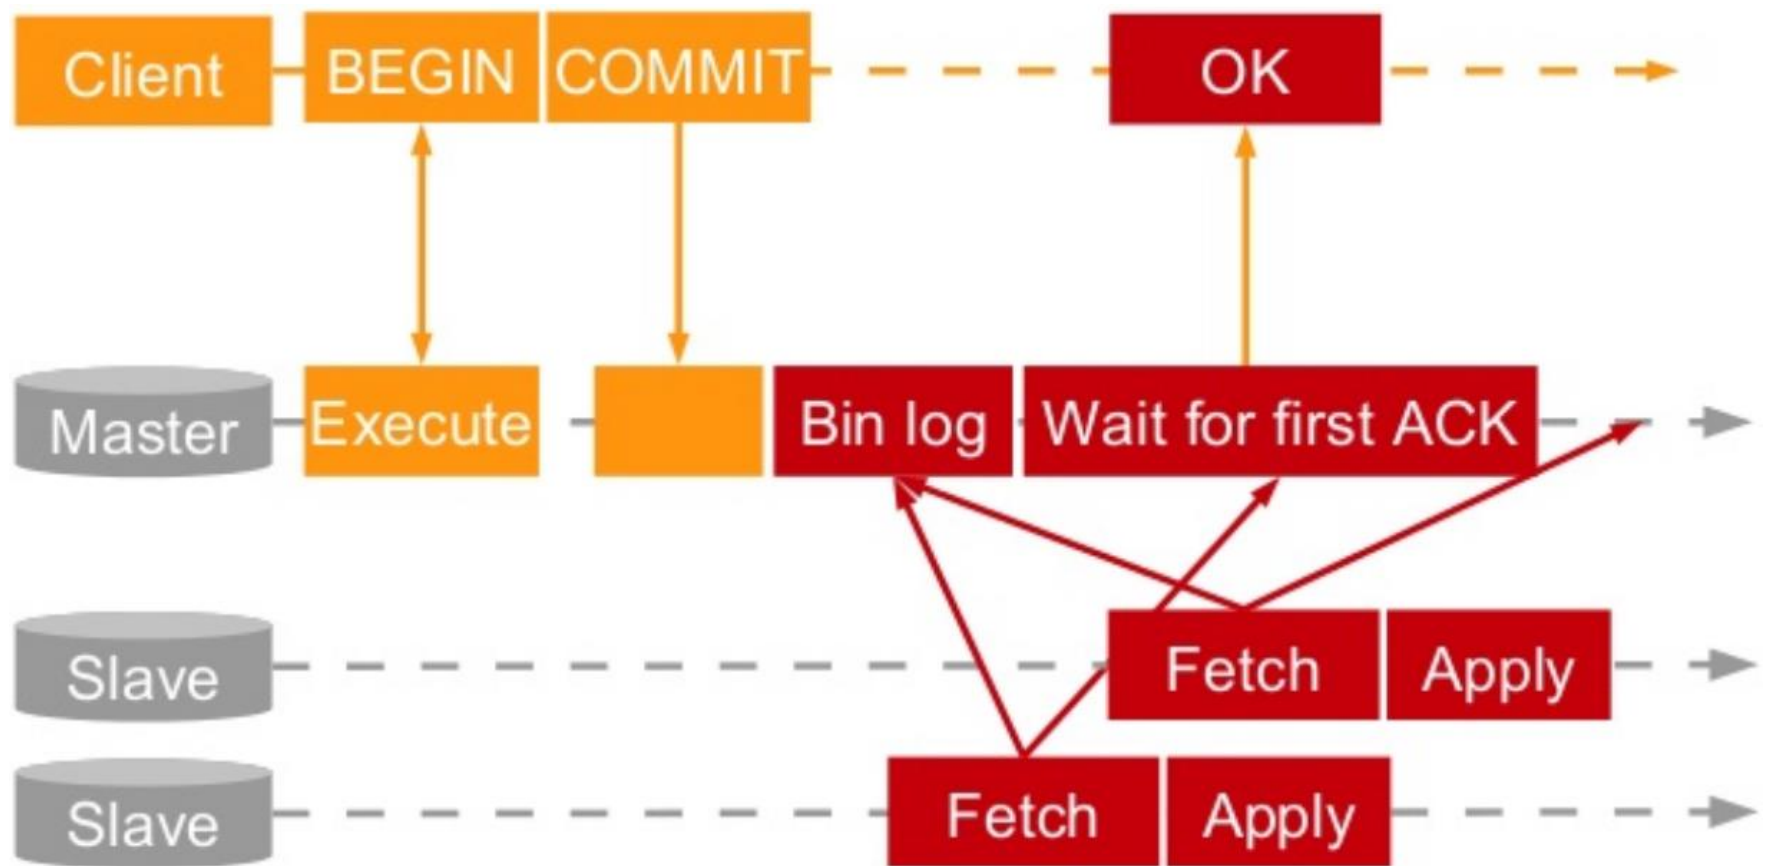 Client BEGIN COMMIT OK
Master Execute Bin log Wait for first ACK
Slave Fetch Apply
Slave Fetch Apply